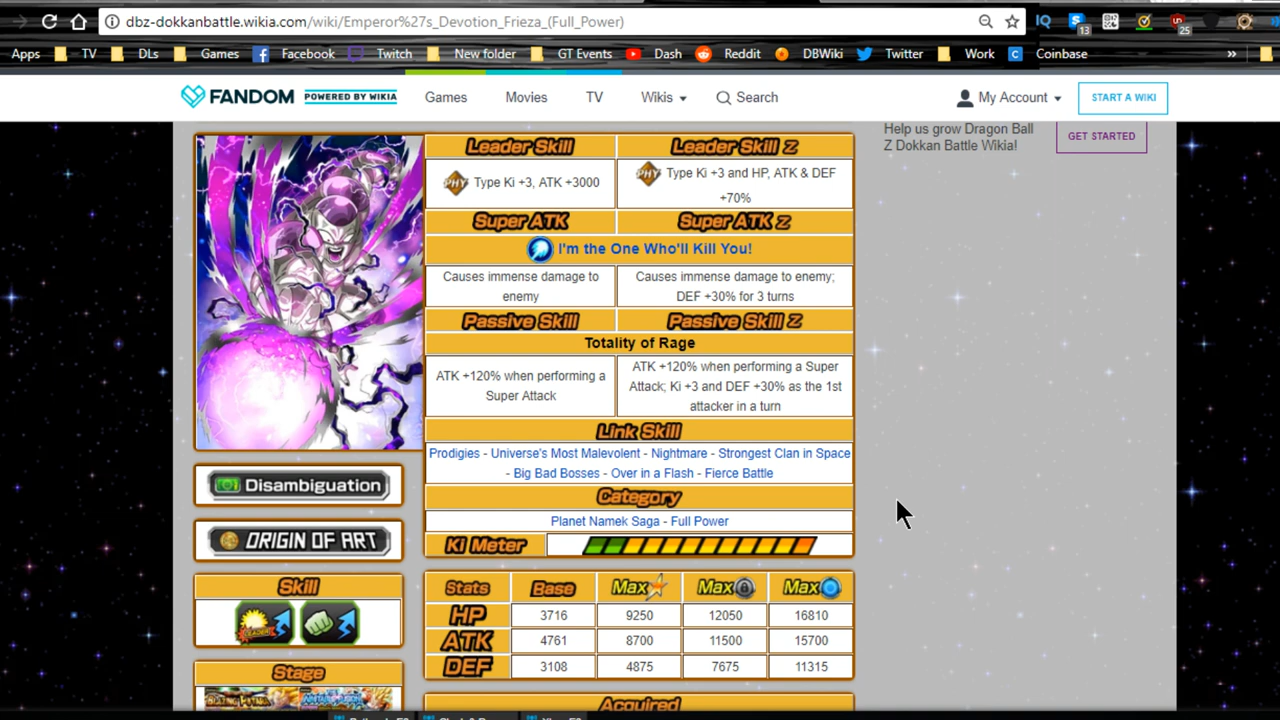 dbz-dokkanbattle.wikia.com/wiki/Emperor%27s_Devotion_Frieza_(Full_Power)
13
25
Apps TV DLs Games Facebook Twitch New folder GT Events Dash Reddit DBWiki Twitter Work Coinbase »
FANDOM POWERED BY WIKIA Games Movies TV Wikis Search My Account START A WIKI
Help us grow Dragon Ball
Z Dokkan Battle Wikia!
GET STARTED
Leader Skill Leader Skill Z
PHY Type Ki +3, ATK +3000
PHY Type Ki +3 and HP, ATK & DEF
+70%
Super ATK Super ATK Z
I'm the One Who'll Kill You!
Causes immense damage to
enemy
Causes immense damage to enemy;
DEF +30% for 3 turns
Passive Skill Passive Skill Z
Totality of Rage
ATK +120% when performing a
Super Attack
ATK +120% when performing a Super
Attack; Ki +3 and DEF +30% as the 1st
attacker in a turn
Link Skill
Prodigies - Universe's Most Malevolent - Nightmare - Strongest Clan in Space
- Big Bad Bosses - Over in a Flash - Fierce Battle
Category
Planet Namek Saga - Full Power
Ki Meter
Disambiguation
ORIGIN OF ART
Skill
LEADER
Stage
Stats Base Max Max Max
HP 3716 9250 12050 16810
ATK 4761 8700 11500 15700
DEF 3108 4875 7675 11315
Acquired